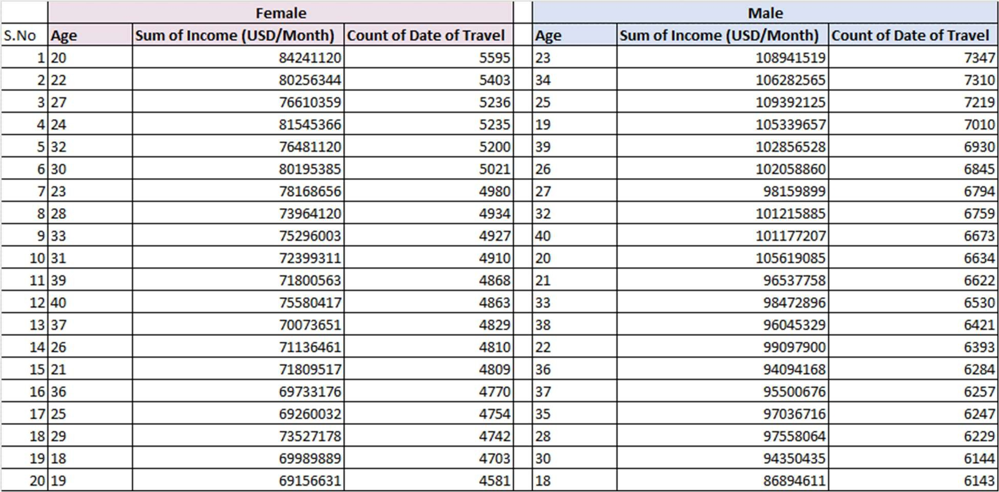 Female Male
S.No Age Sum of Income (USD/Month) Count of Date of Travel Age Sum of Income (USD/Month) Count of Date of Travel
1 20 84241120 5595 23 108941519 7347
2 22 80256344 5403 34 106282565 7310
3 27 76610359 5236 25 109392125 7219
4 24 81545366 5235 19 105339657 7010
5 32 76481120 5200 39 102856528 6930
6 30 80195385 5021 26 102058860 6845
7 23 78168656 4980 27 98159899 6794
8 28 73964120 4934 32 101215885 6759
9 33 75296003 4927 40 101177207 6673
10 31 72399311 4910 20 105619085 6634
11 39 71800563 4868 21 96537758 6622
12 40 75580417 4863 33 98472896 6530
13 37 70073651 4829 38 96045329 6421
14 26 71136461 4810 22 99097900 6393
15 21 71809517 4809 36 94094168 6284
16 36 69733176 4770 37 95500676 6257
17 25 69260032 4754 35 97036716 6247
18 29 73527178 4742 28 97558064 6229
19 18 69989889 4703 30 94350435 6144
20 19 69156631 4581 18 86894611 6143